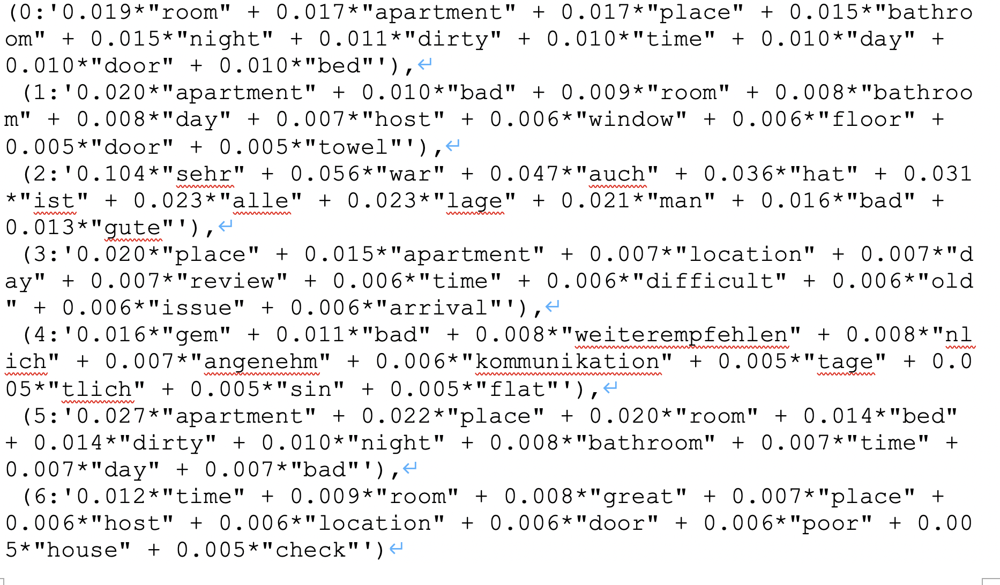 (0:'0.019*"room" + 0.017*"apartment" + 0.017*"place" + 0.015*"bathro
om" + 0.015*"night" + 0.011*"dirty" + 0.010*"time" + 0.010*"day" +
0.010*"door" + 0.010*"bed"'),↵
(1:'0.020*"apartment" + 0.010*"bad" + 0.009*"room" + 0.008*"bathroo
m" + 0.008*"day" + 0.007*"host" + 0.006*"window" + 0.006*"floor" +
0.005*"door" + 0.005*"towel"'),↵
(2:'0.104*"sehr" + 0.056*"war" + 0.047*"auch" + 0.036*"hat" + 0.031
*"ist" + 0.023*"alle" + 0.023*"lage" + 0.021*"man" + 0.016*"bad" +
0.013*"gute"'),↵
(3:'0.020*"place" + 0.015*"apartment" + 0.007*"location" + 0.007*"d
ay" + 0.007*"review" + 0.006*"time" + 0.006*"difficult" + 0.006*"old
" + 0.006*"issue" + 0.006*"arrival"'),↵
(4:'0.016*"gem" + 0.011*"bad" + 0.008*"weiterempfehlen" + 0.008*"nl
ich" + 0.007*"angenehm" + 0.006*"kommunikation" + 0.005*"tage" + 0.0
05*"tlich" + 0.005*"sin" + 0.005*"flat"'),↵
(5:'0.027*"apartment" + 0.022*"place" + 0.020*"room" + 0.014*"bed"
+ 0.014*"dirty" + 0.010*"night" + 0.008*"bathroom" + 0.007*"time" +
0.007*"day" + 0.007*"bad"'),↵
(6:'0.012*"time" + 0.009*"room" + 0.008*"great" + 0.007*"place" +
0.006*"host" + 0.006*"location" + 0.006*"door" + 0.006*"poor" + 0.00
5*"house" + 0.005*"check"')↵